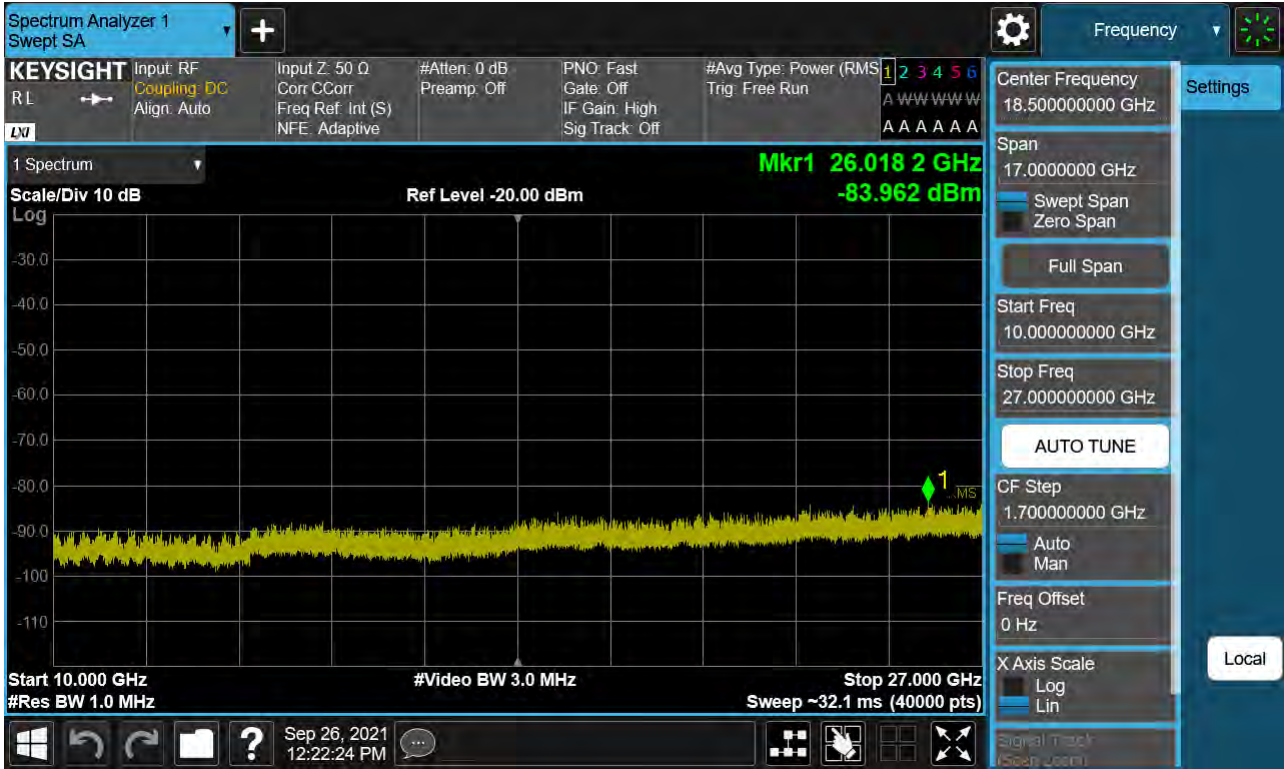 Spectrum Analyzer 1
Swept SA
+
Frequency
KEYSIGHT
RL
LXI
Input: RF
Coupling: DC
Align: Auto
Input Z: 50 Ω
Corr CCorr
Freq Ref: Int (S)
NFE: Adaptive
#Atten: 0 dB
Preamp: Off
PNO: Fast
Gate: Off
IF Gain: High
Sig Track: Off
#Avg Type: Power (RMS
Trig: Free Run
1 2 3 4 5 6
A W W W W W
A A A A A A
1 Spectrum
Scale/Div 10 dB
Log
Ref Level -20.00 dBm
Mkr1 26.018 2 GHz
-83.962 dBm
-30.0
-40.0
-50.0
-60.0
-70.0
-80.0
-90.0
-100
-110
1
Start 10.000 GHz
#Res BW 1.0 MHz
#Video BW 3.0 MHz
Stop 27.000 GHz
Sweep ~32.1 ms (40000 pts)
Center Frequency
18.500000000 GHz
Span
17.0000000 GHz
Swept Span
Zero Span
Full Span
Start Freq
10.000000000 GHz
Stop Freq
27.000000000 GHz
AUTO TUNE
CF Step
1.700000000 GHz
Auto
Man
Freq Offset
0 Hz
X Axis Scale
Log
Lin
Signal Track
(Span Zoom)
Settings
Local
?
Sep 26, 2021
12:22:24 PM